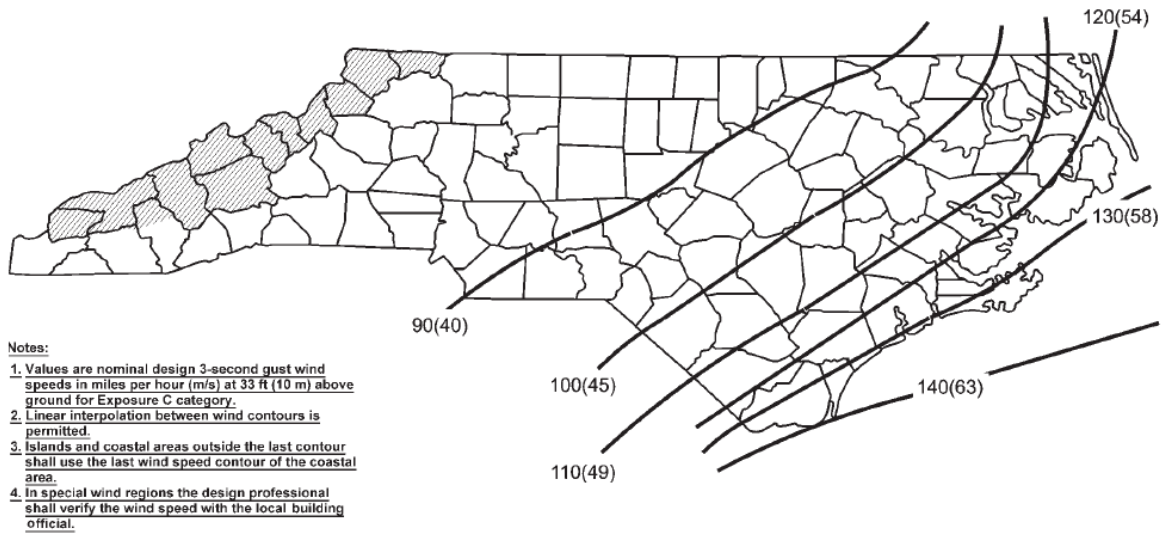 120(54)
130(58)
90(40)
100(45)
140(63)
110(49)
Notes:
1. Values are nominal design 3-second gust wind
speeds in miles per hour (m/s) at 33 ft (10 m) above
ground for Exposure C category.
2. Linear interpolation between wind contours is
permitted.
3. Islands and coastal areas outside the last contour
shall use the last wind speed contour of the coastal
area.
4. In special wind regions the design professional
shall verify the wind speed with the local building
official.